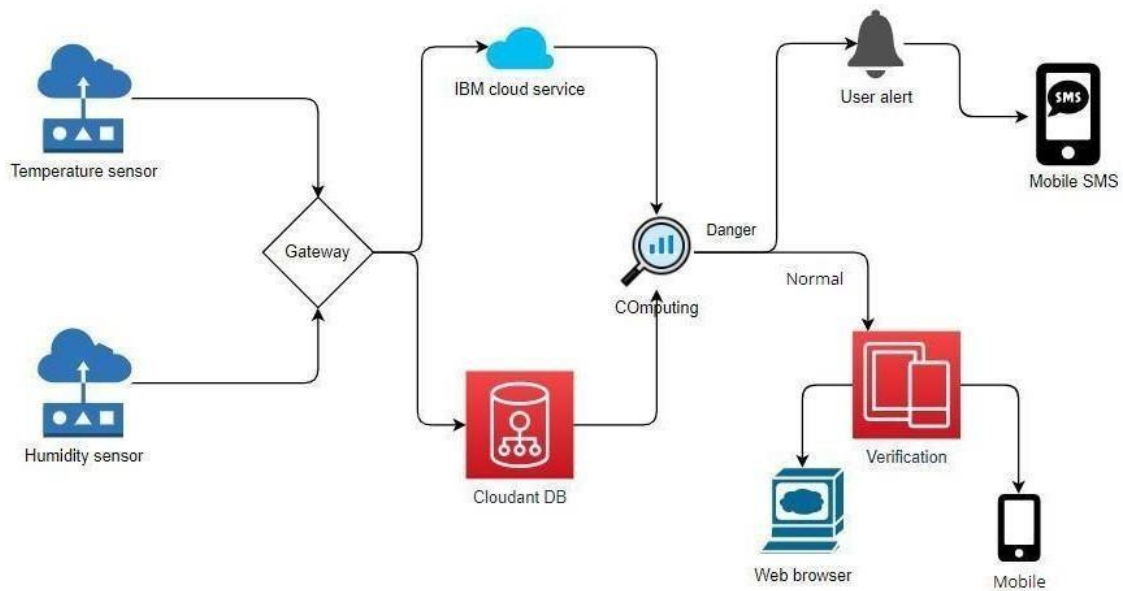 IBM cloud service
User alert
SMS
Temperature sensor
Mobile SMS
Danger
Gateway
Normal
COmputing
Humidity sensor
Verification
Cloudant DB
Web browser
Mobile